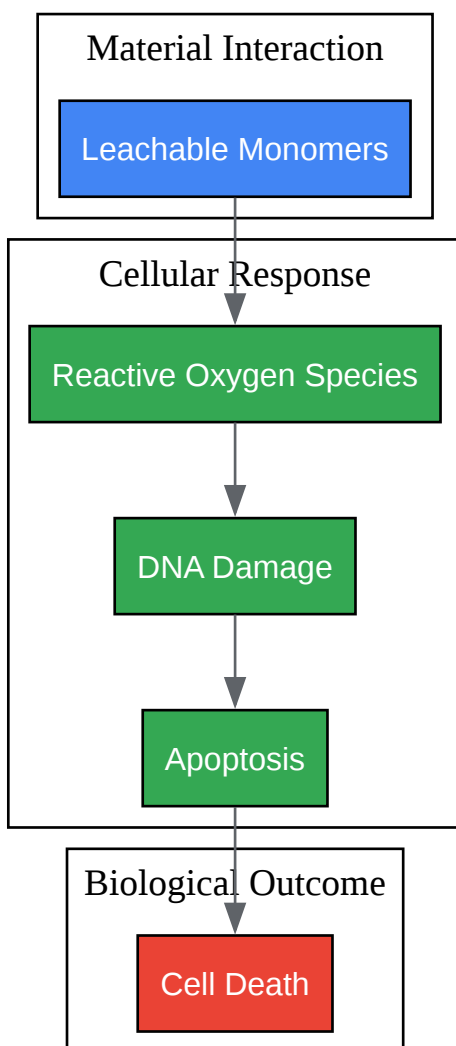 Material Interaction
Leachable Monomers
Cellular Response
Reactive Oxygen Species
DNA Damage
Apoptosis
Biological Outcome
Cell Death